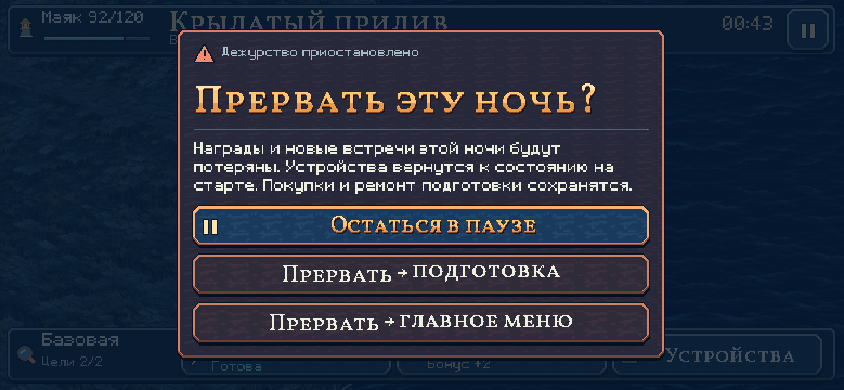 Маяк 92/120
Крылатый прилив
00:43
Дежурство приостановлено
Прервать эту ночь?
Награды и новые встречи этой ночи будут
потеряны. Устройства вернутся к состоянию на
старте. Покупки и ремонт подготовки сохранятся.
Остаться в паузе
Прервать → подготовка
Прервать → главное меню
Базовая
Цели 2/2
Готова
Бонус +2
Устройства